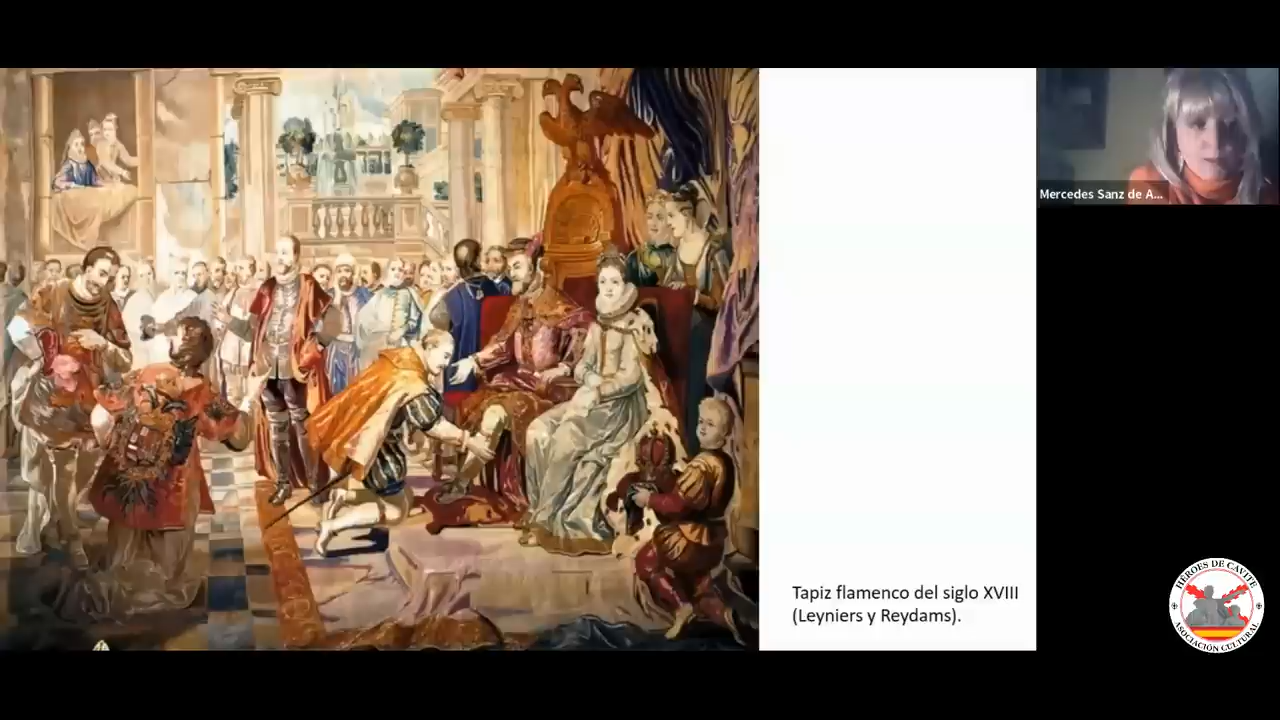 Mercedes Sanz de A...
Tapiz flamenco del siglo XVIII
(Leyniers y Reydams).
HÉROES DE CAVITE
ASOCIACIÓN CULTURAL